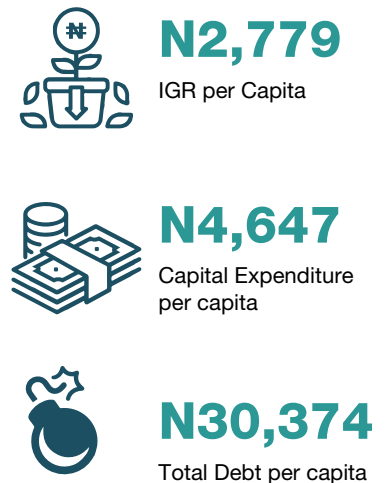 ₦
N2,779
IGR per Capita
N4,647
Capital Expenditure
per capita
N30,374
Total Debt per capita